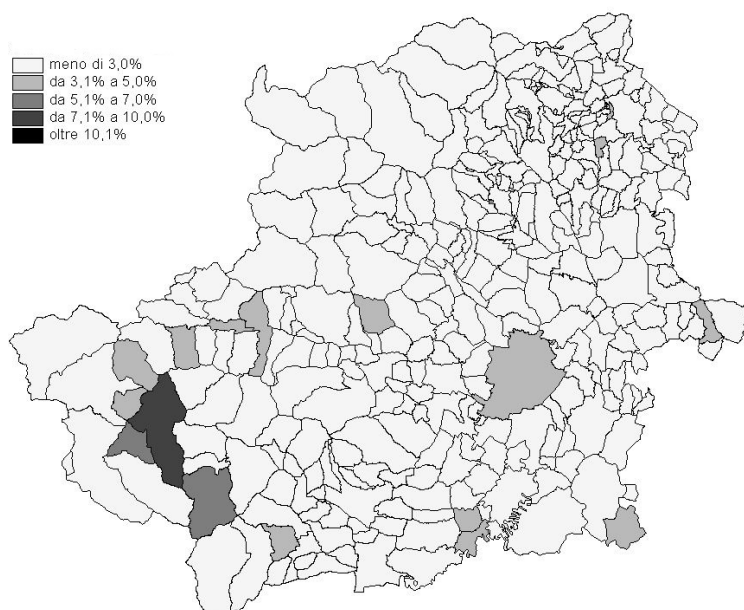 meno di 3,0%
da 3,1% a 5,0%
da 5,1% a 7,0%
da 7,1% a 10,0%
oltre 10,1%